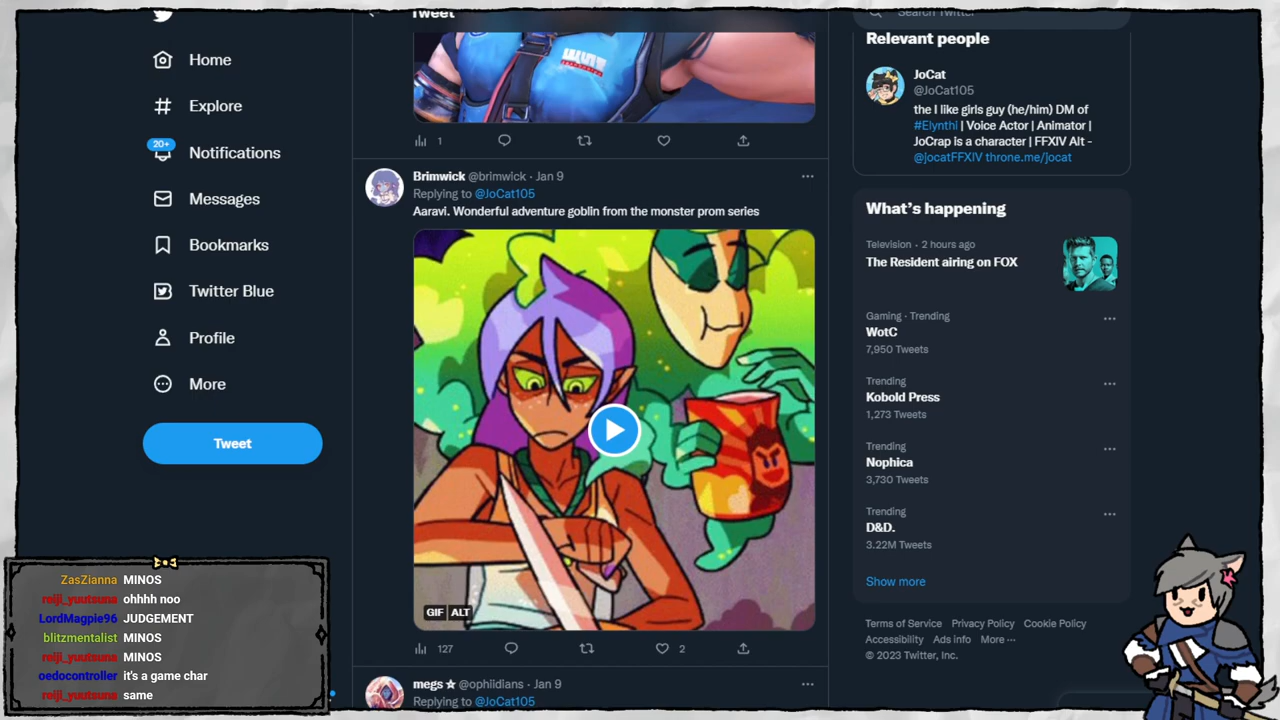 Home
Explore
20+
Notifications
Messages
Bookmarks
Twitter Blue
Profile
More
Tweet
Tweet
1
Brimwick @brimwick · Jan 9
Replying to @JoCat105
Aaravi. Wonderful adventure goblin from the monster prom series
GIF ALT
127
2
megs @ophildians · Jan 9
Replying to @JoCat105
Search Twitter
Relevant people
JoCat
@JoCat105
the I like girls guy (he/him) DM of
#Elynthi | Voice Actor | Animator |
JoCrap is a character | FFXIV Alt -
@jocatFFXIV throne.me/jocat
What's happening
Television · 2 hours ago
The Resident airing on FOX
Gaming · Trending
WotC
7,950 Tweets
Trending
Kobold Press
1,273 Tweets
Trending
Nophica
3,730 Tweets
Trending
D&D.
3.22M Tweets
Show more
Terms of Service Privacy Policy Cookie Policy
Accessibility Ads info More ···
© 2023 Twitter, Inc.
ZasZianna MINOS
reiji_yuutsuna ohhhh noo
LordMagpie96 JUDGEMENT
blitzmentalist MINOS
reiji_yuutsuna MINOS
oedocontroller it's a game char
reiji_yuutsuna same